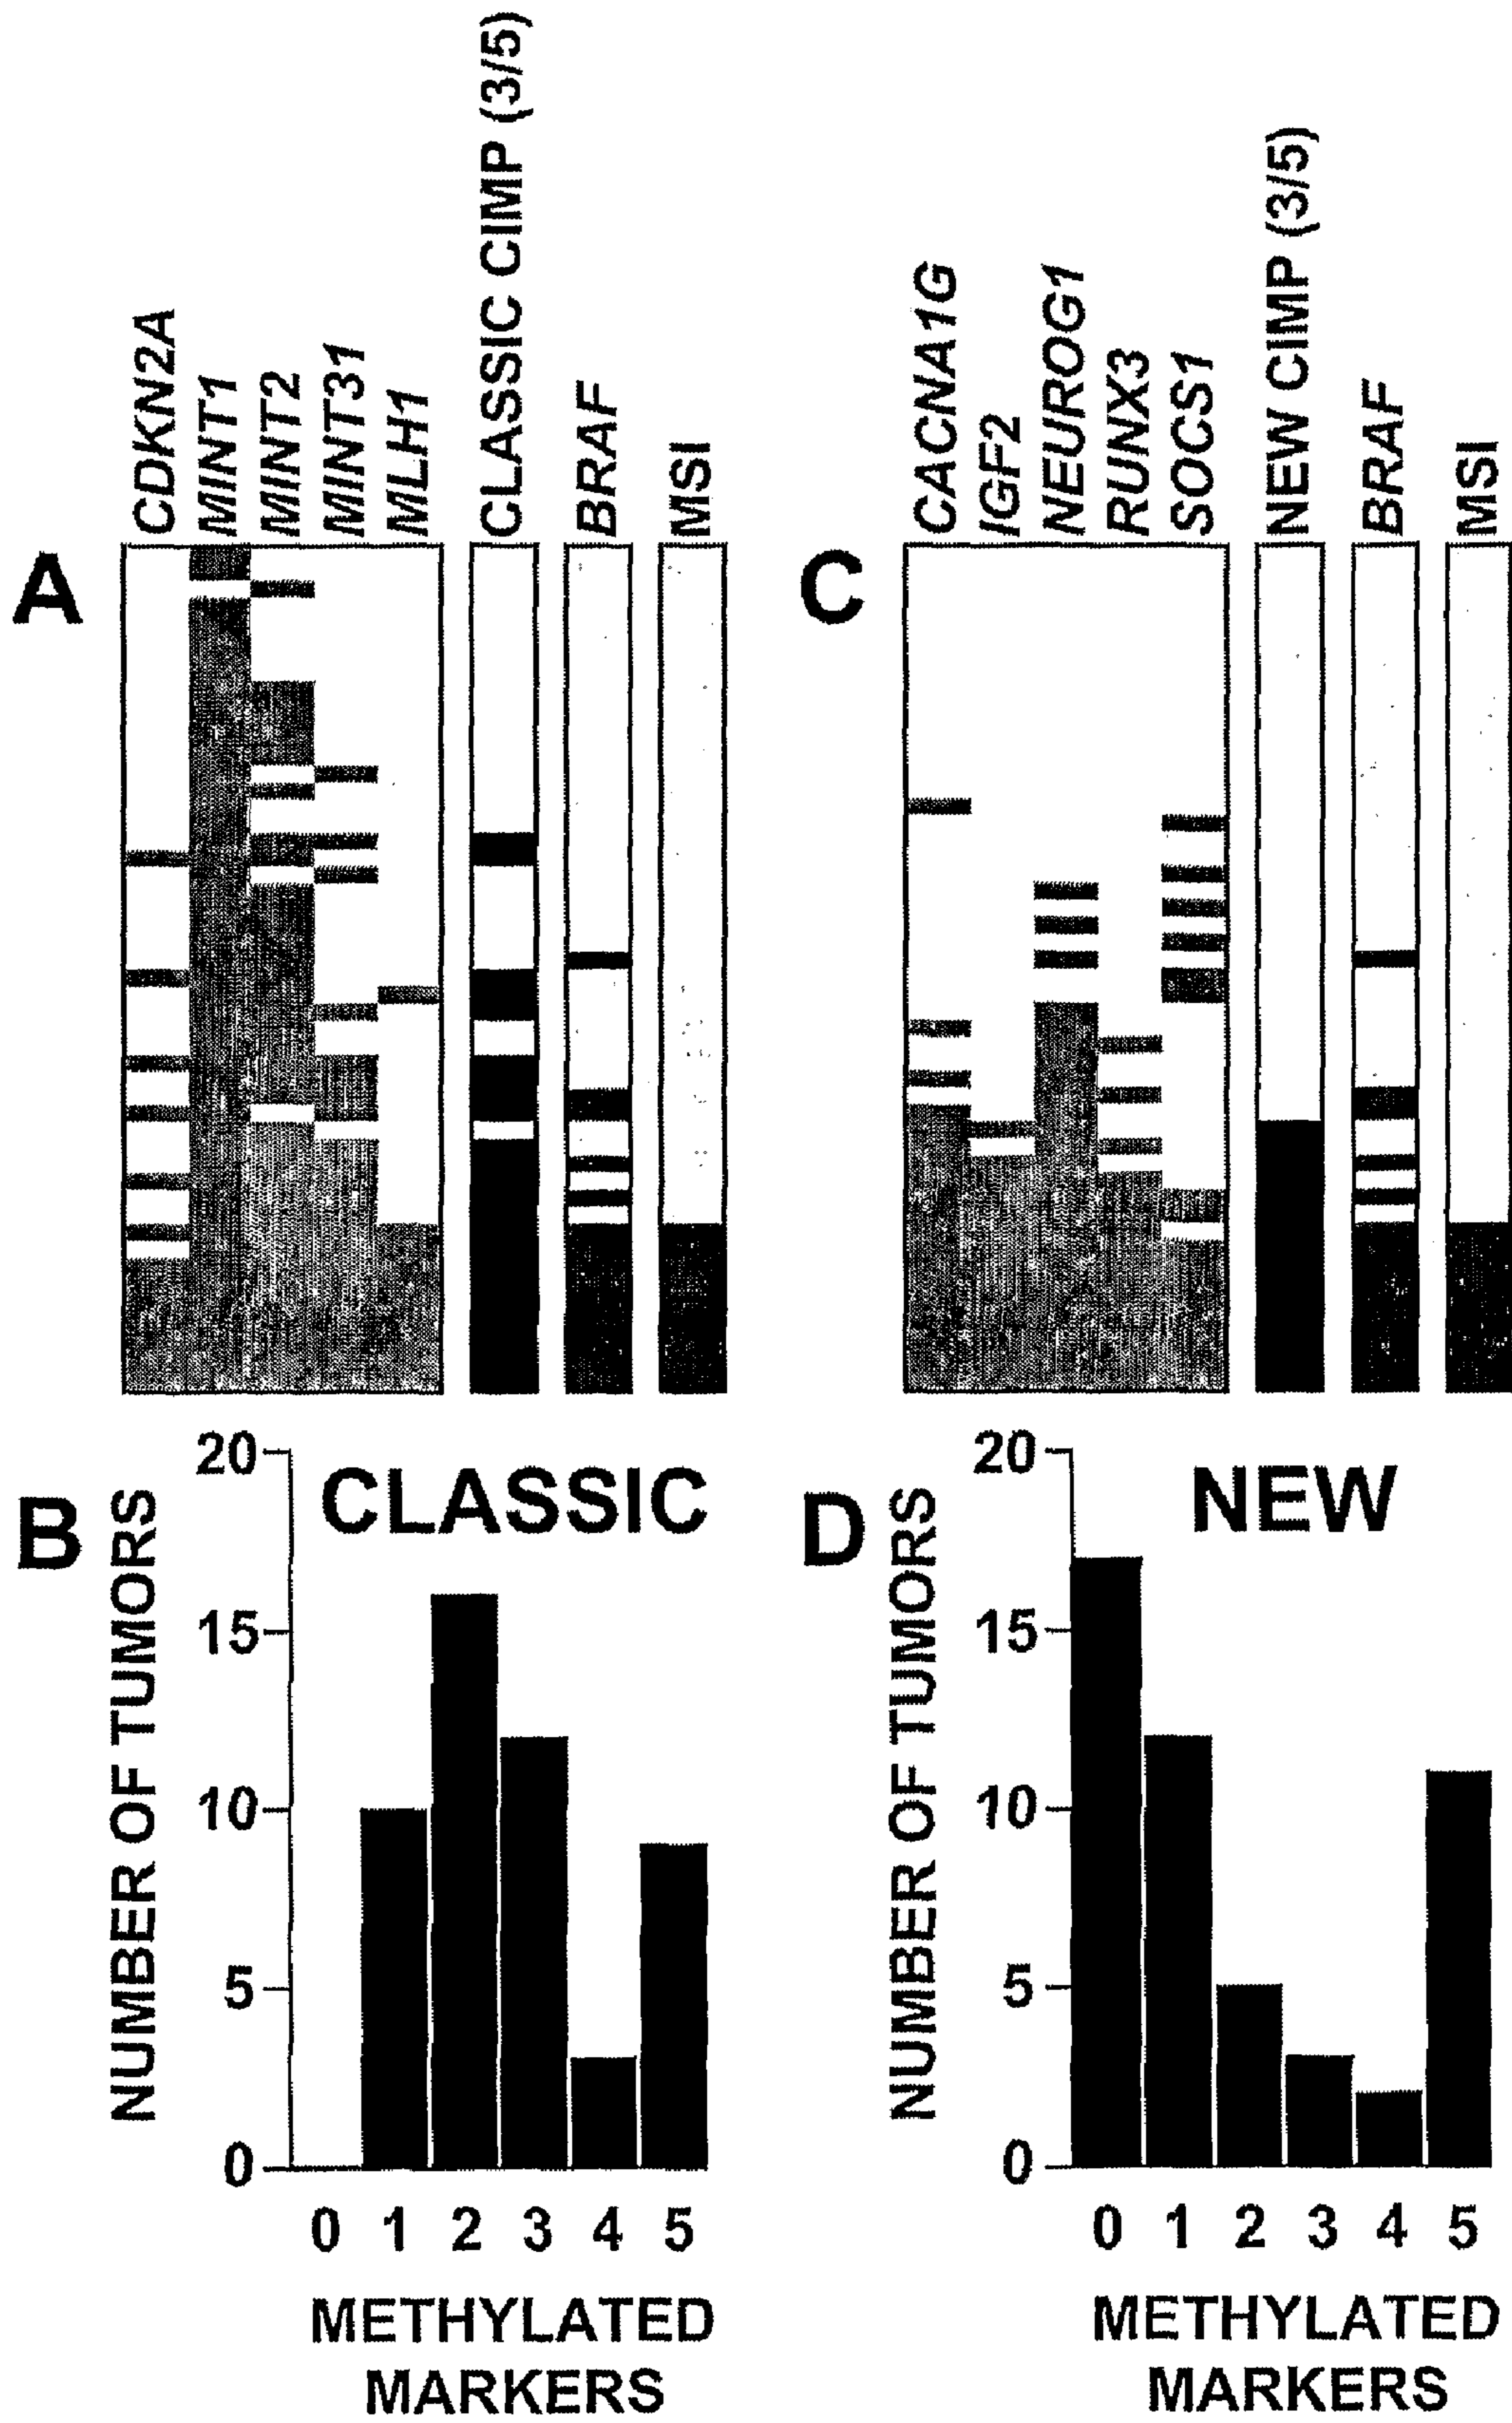 A
CDKN2A
MINT1
MINT2
MINT31
MLH1
CLASSIC CIMP (3/5)
BRAF
MSI
C
CACNA1G
IGF2
NEUROG1
RUNX3
SOCS1
NEW CIMP (3/5)
BRAF
MSI
B
CLASSIC
NUMBER OF TUMORS
20
15
10
5
0
0 1 2 3 4 5
METHYLATED
MARKERS
D
NEW
NUMBER OF TUMORS
20
15
10
5
0
0 1 2 3 4 5
METHYLATED
MARKERS